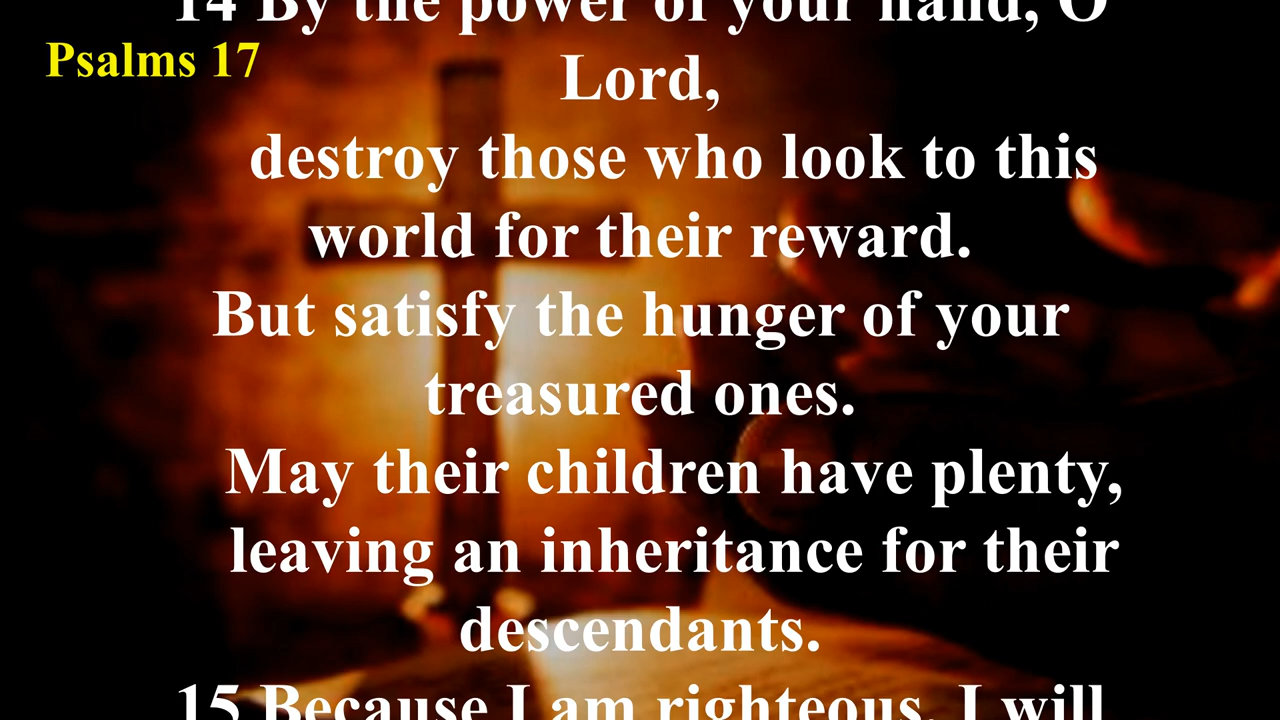 14 By the power of your hand, O
Psalms 17
Lord,
destroy those who look to this
world for their reward.
But satisfy the hunger of your
treasured ones.
May their children have plenty,
leaving an inheritance for their
descendants.
15 Because I am righteous, I will